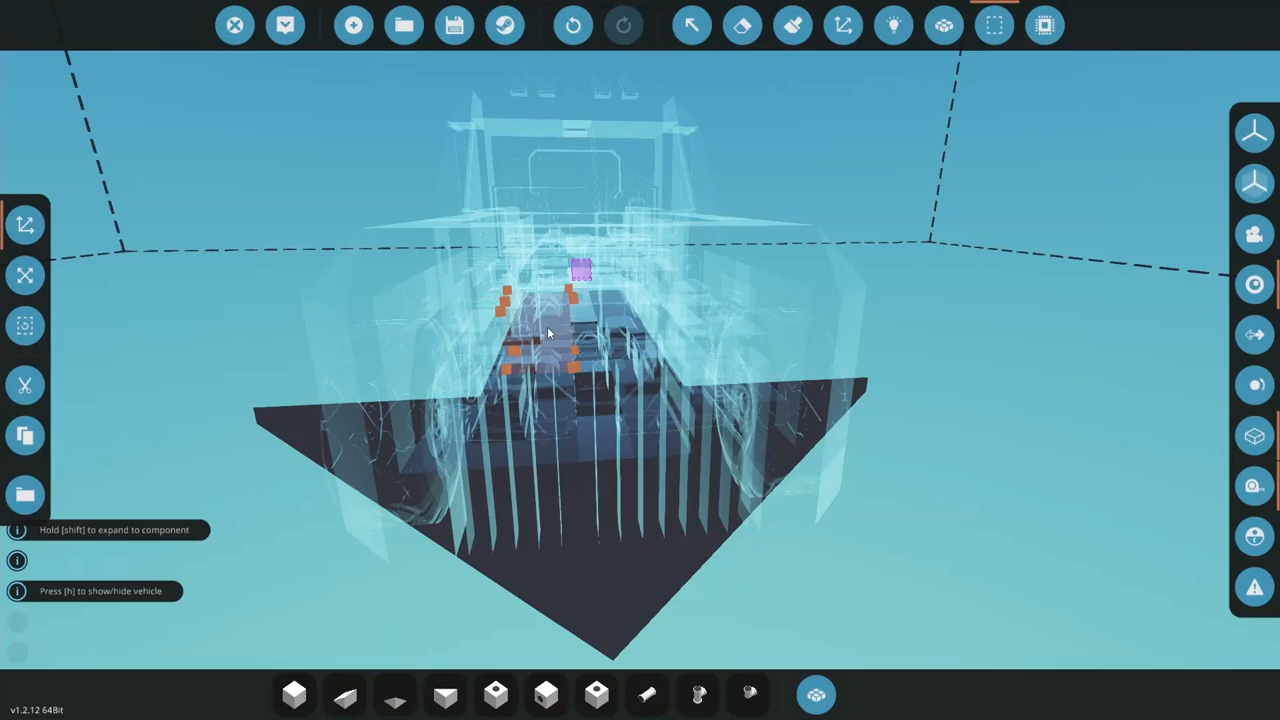 Hold [shift] to expand to component
Press [h] to show/hide vehicle
v1.2.12 64Bit